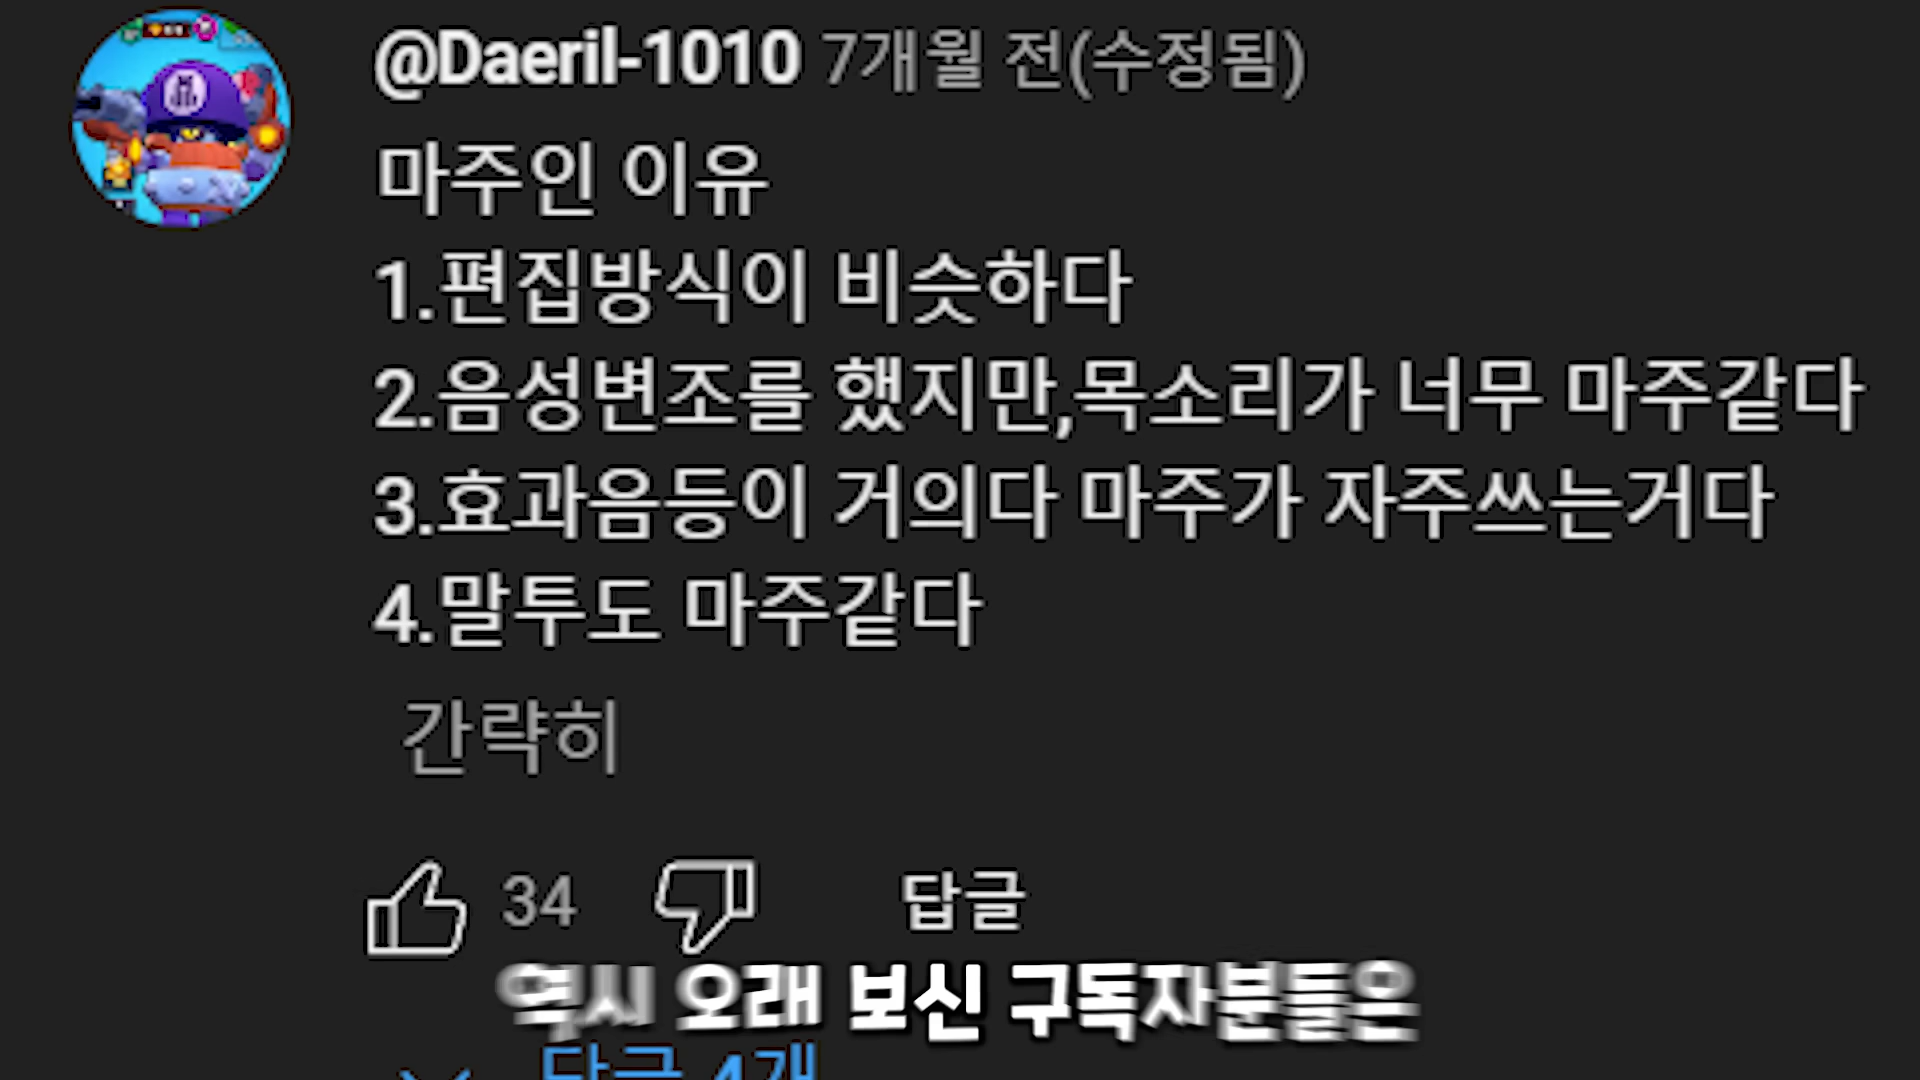 @Daeril-1010 7개월 전(수정됨)
마주인 이유
1.편집방식이 비슷하다
2.음성변조를 했지만,목소리가 너무 마주같다
3.효과음등이 거의다 마주가 자주쓰는거다
4.말투도 마주같다
간략히
34 답글
역시 오래 보신 구독자분들은
답글 4개